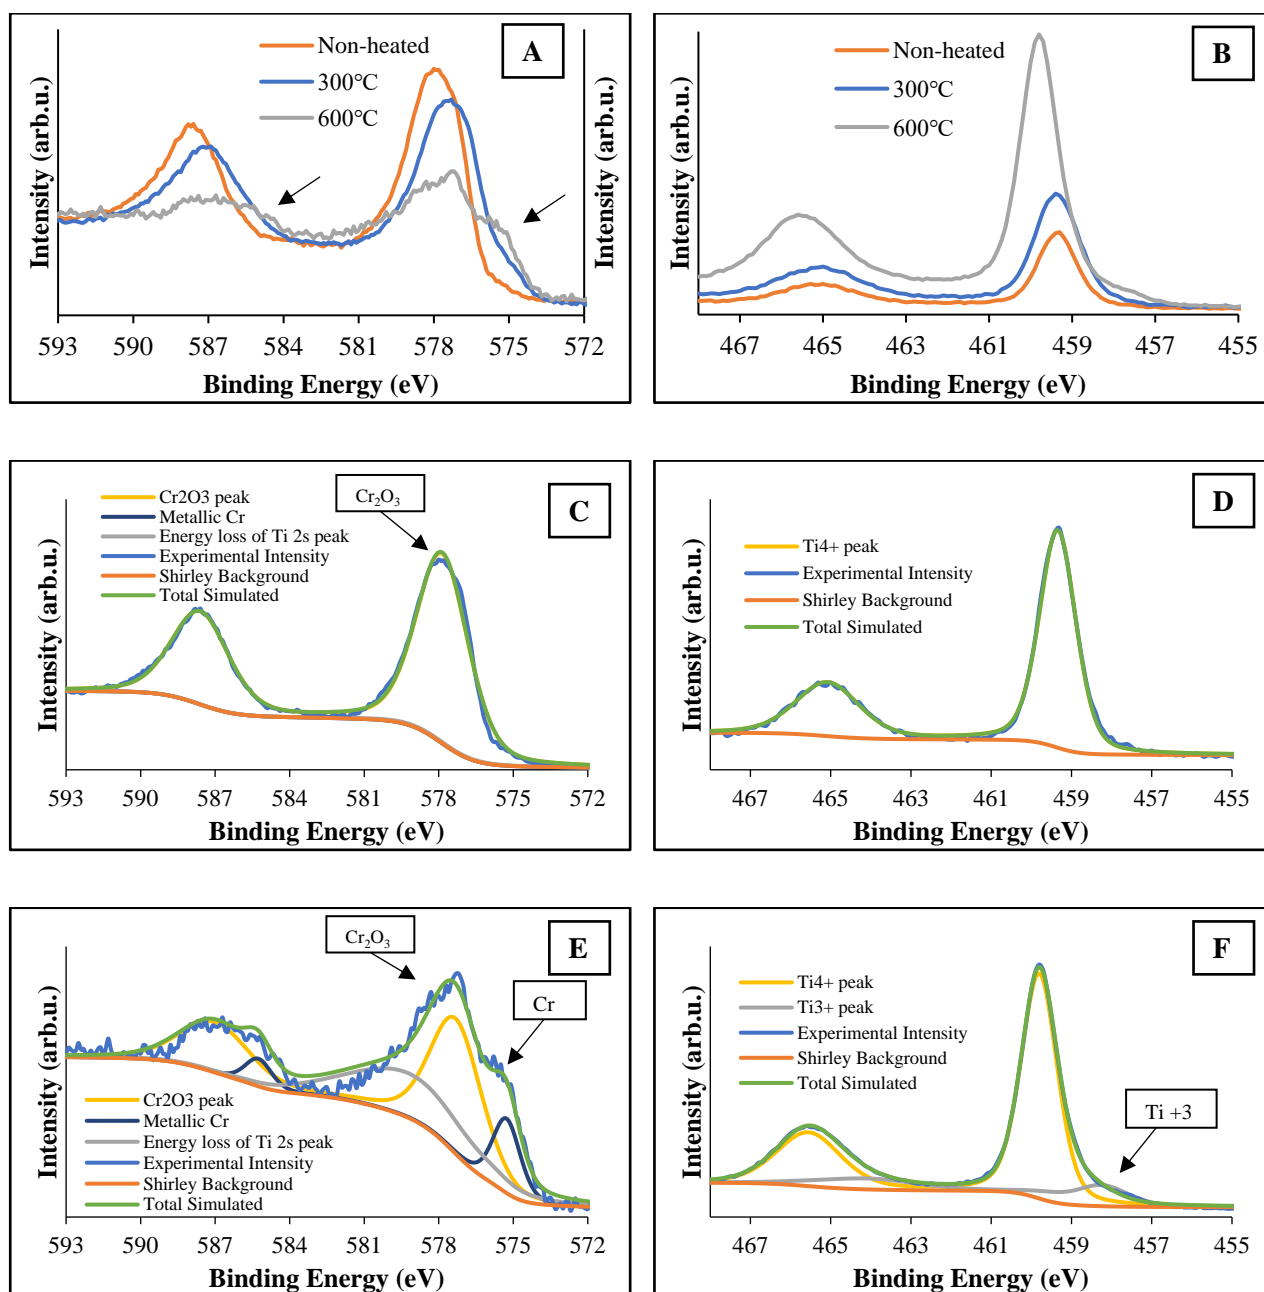 A
Non-heated
300°C
600°C
Intensity (arb.u.)
Intensity (arb.u.)
593 590 587 584 581 578 575 572
Binding Energy (eV)
B
Non-heated
300°C
600°C
Intensity (arb.u.)
467 465 463 461 459 457 455
Binding Energy (eV)
C
Cr2O3 peak
Metallic Cr
Energy loss of Ti 2s peak
Experimental Intensity
Shirley Background
Total Simulated
Cr₂O₃
Intensity (arb.u.)
593 590 587 584 581 578 575 572
Binding Energy (eV)
D
Ti4+ peak
Experimental Intensity
Shirley Background
Total Simulated
Intensity (arb.u.)
467 465 463 461 459 457 455
Binding Energy (eV)
E
Cr₂O₃
Cr
Cr2O3 peak
Metallic Cr
Energy loss of Ti 2s peak
Experimental Intensity
Shirley Background
Total Simulated
Intensity (arb.u.)
593 590 587 584 581 578 575 572
Binding Energy (eV)
F
Ti4+ peak
Ti3+ peak
Experimental Intensity
Shirley Background
Total Simulated
Ti +3
Intensity (arb.u.)
467 465 463 461 459 457 455
Binding Energy (eV)